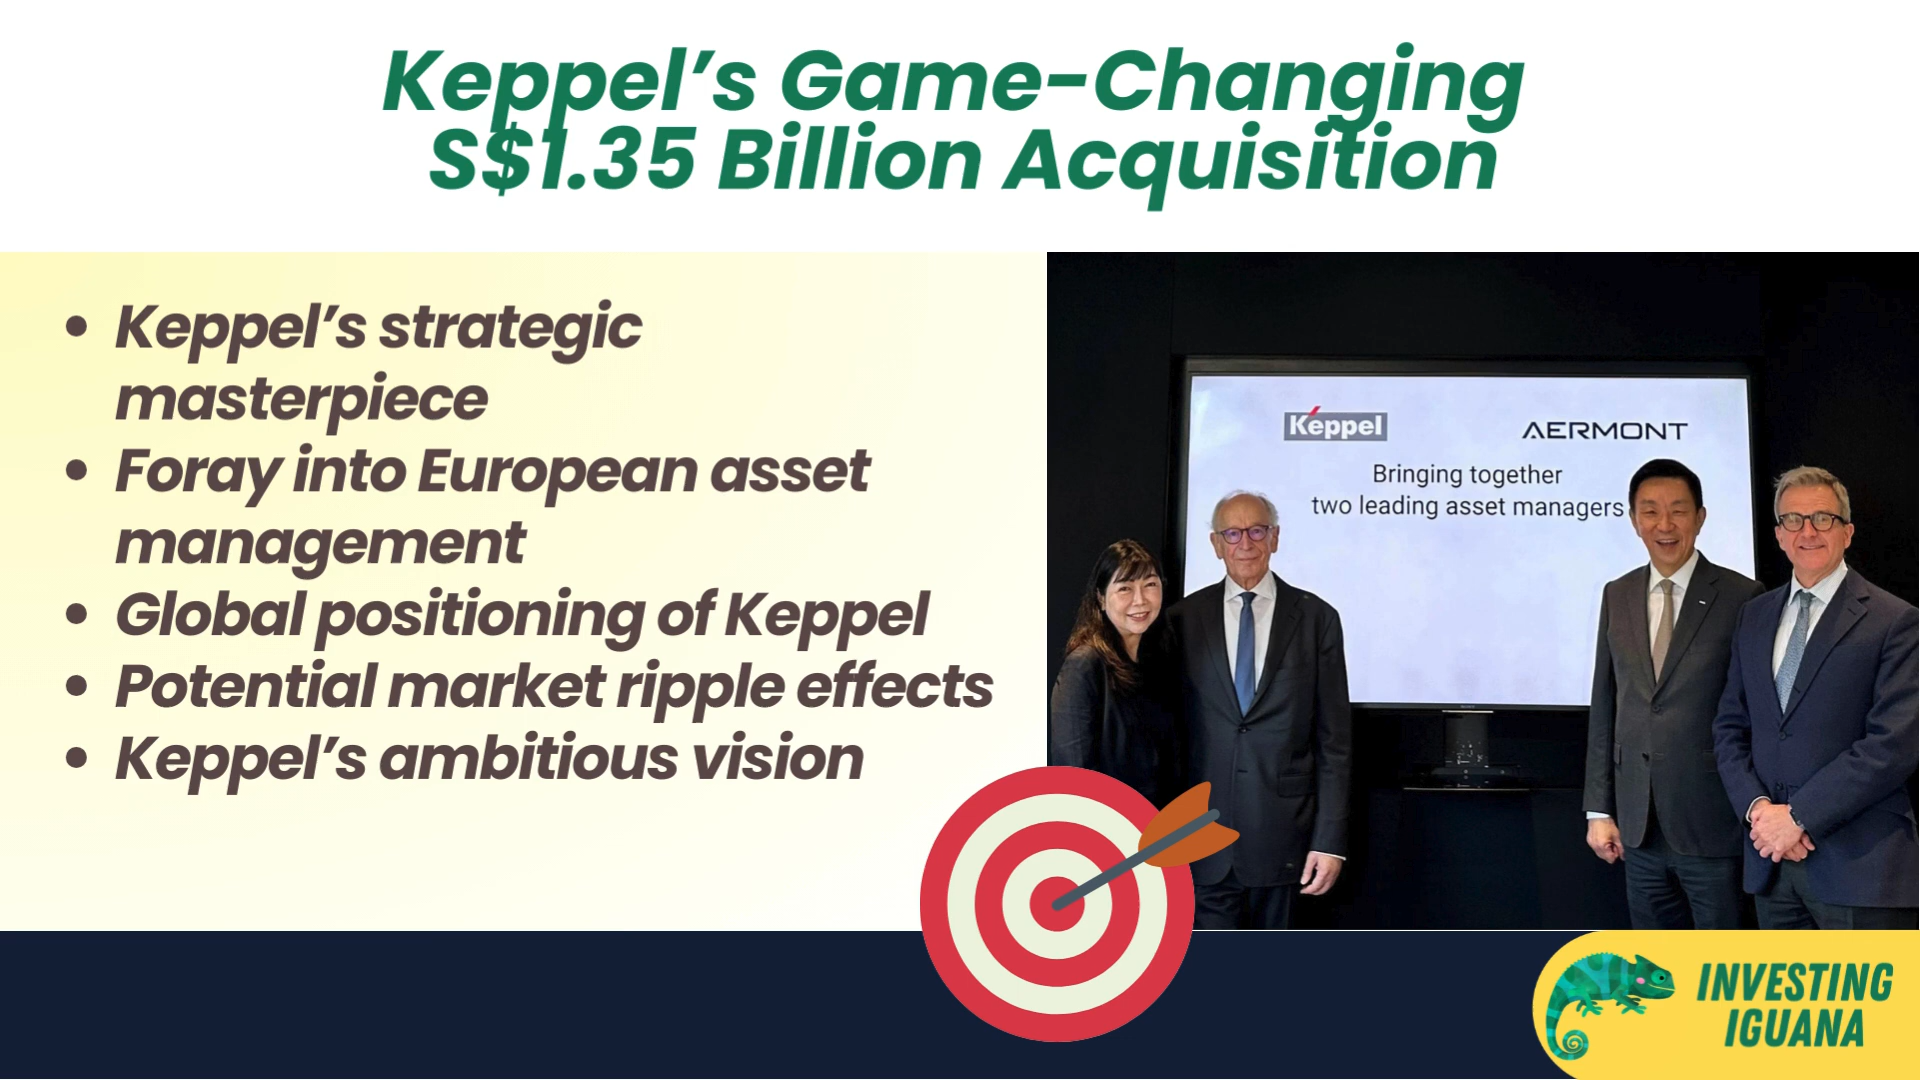 Keppel’s Game-Changing
S$1.35 Billion Acquisition
• Keppel’s strategic
masterpiece
• Foray into European asset
management
• Global positioning of Keppel
• Potential market ripple effects
• Keppel’s ambitious vision
Keppel
AERMONT
Bringing together
two leading asset managers
INVESTING
IGUANA